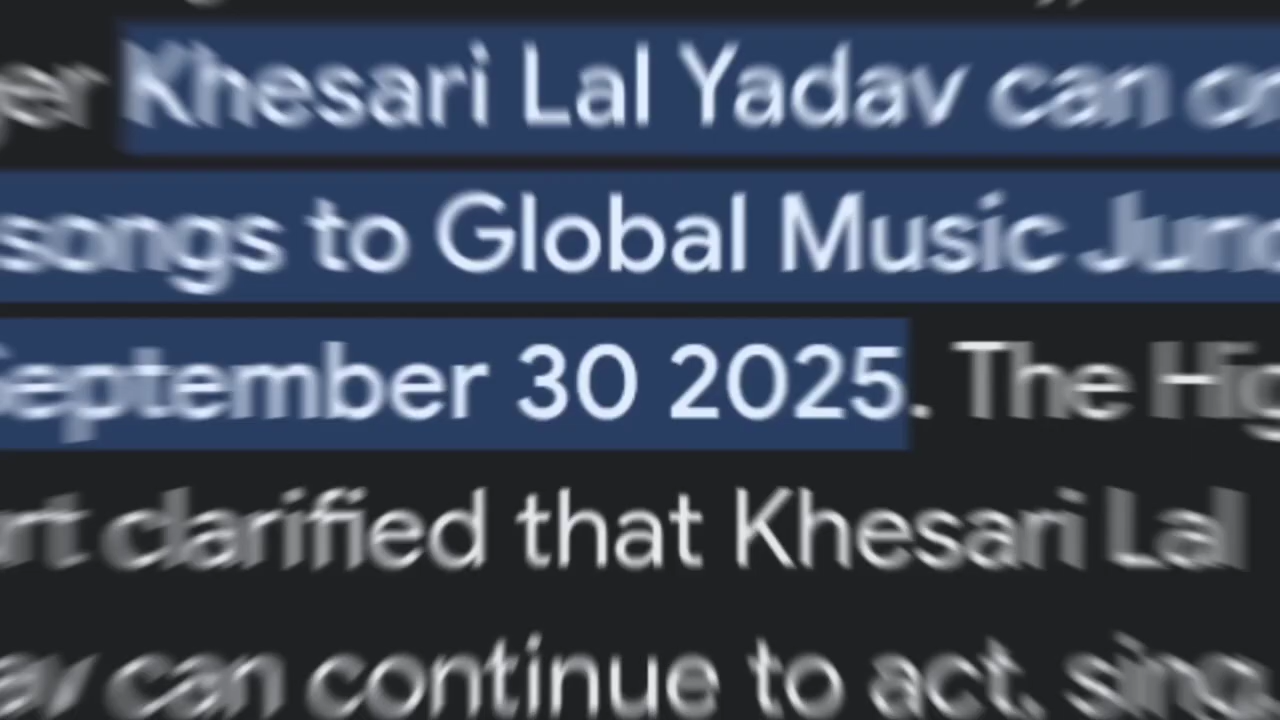 Khesari Lal Yadav can
songs to Global Music
September 30 2025. The
clarified that Khesari Lal
can continue to act, sing,